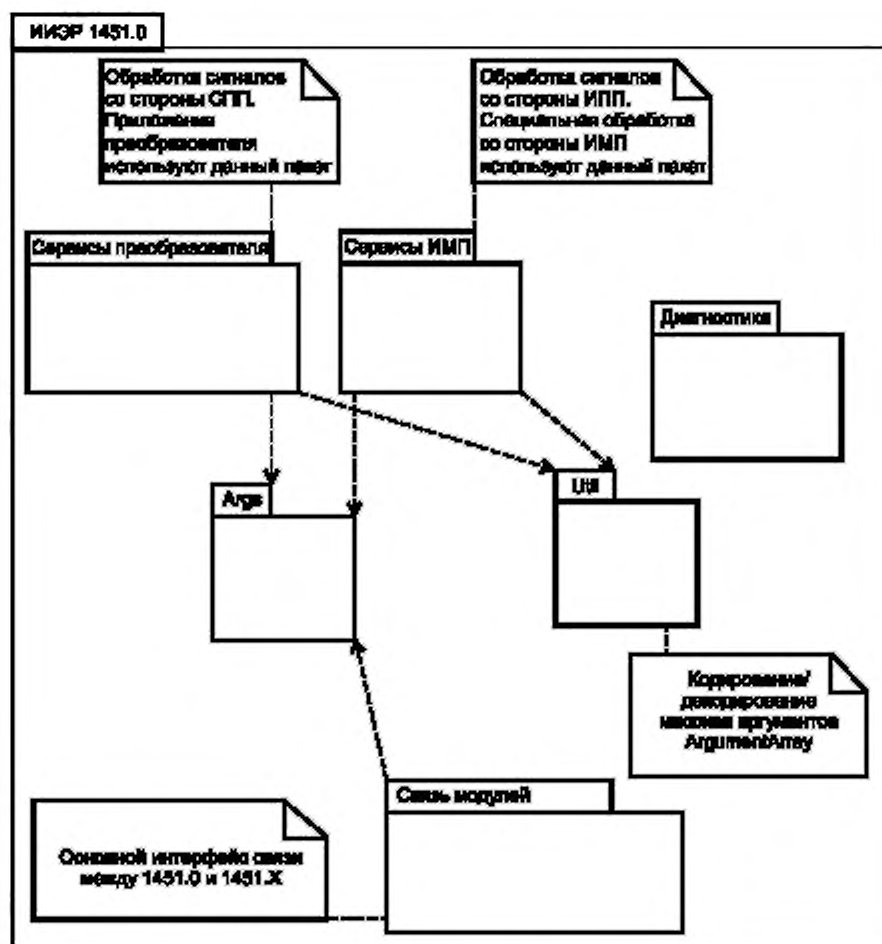 ИИЭР 1451.0
Обработка сигналов
со стороны СПП.
Приложения
преобразователя
используют данный пакет
Обработка сигналов
со стороны ИПП.
Специальная обработка
со стороны ИМП
используют данный пакет
Сервисы преобразователя
Сервисы ИМП
Диагностика
Args
Util
Кодирование/
декодирование
массива аргументов
ArgumentArray
Связь модулей
Основной интерфейс связи
между 1451.0 и 1451.X